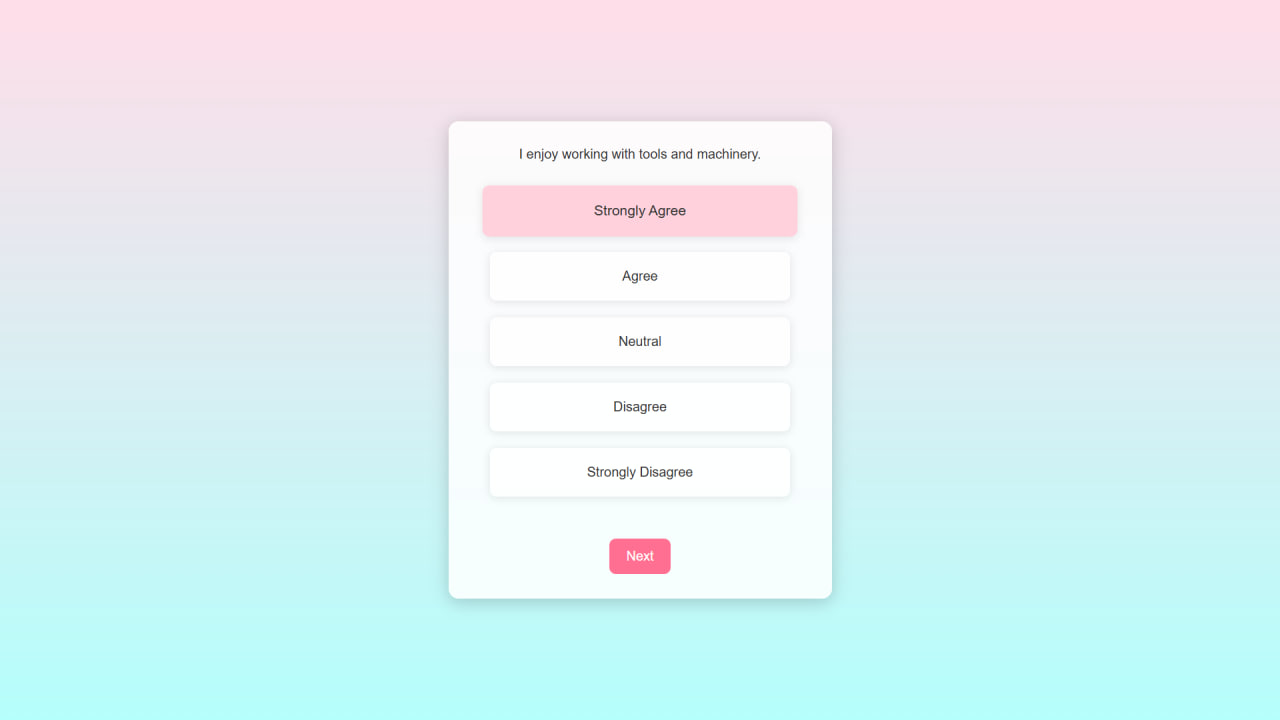 I enjoy working with tools and machinery.
Strongly Agree
Agree
Neutral
Disagree
Strongly Disagree
Next